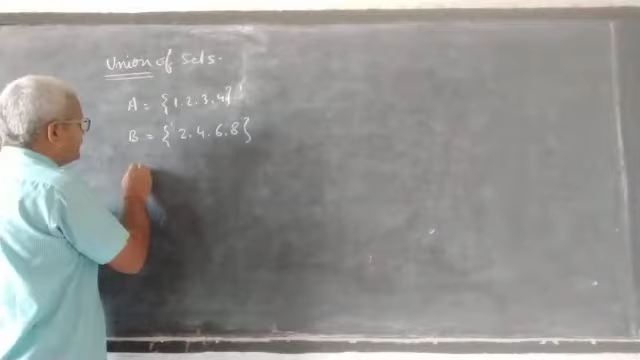 Union of Sets.
A = {1.2.3.4}
B = {2.4.6.8}